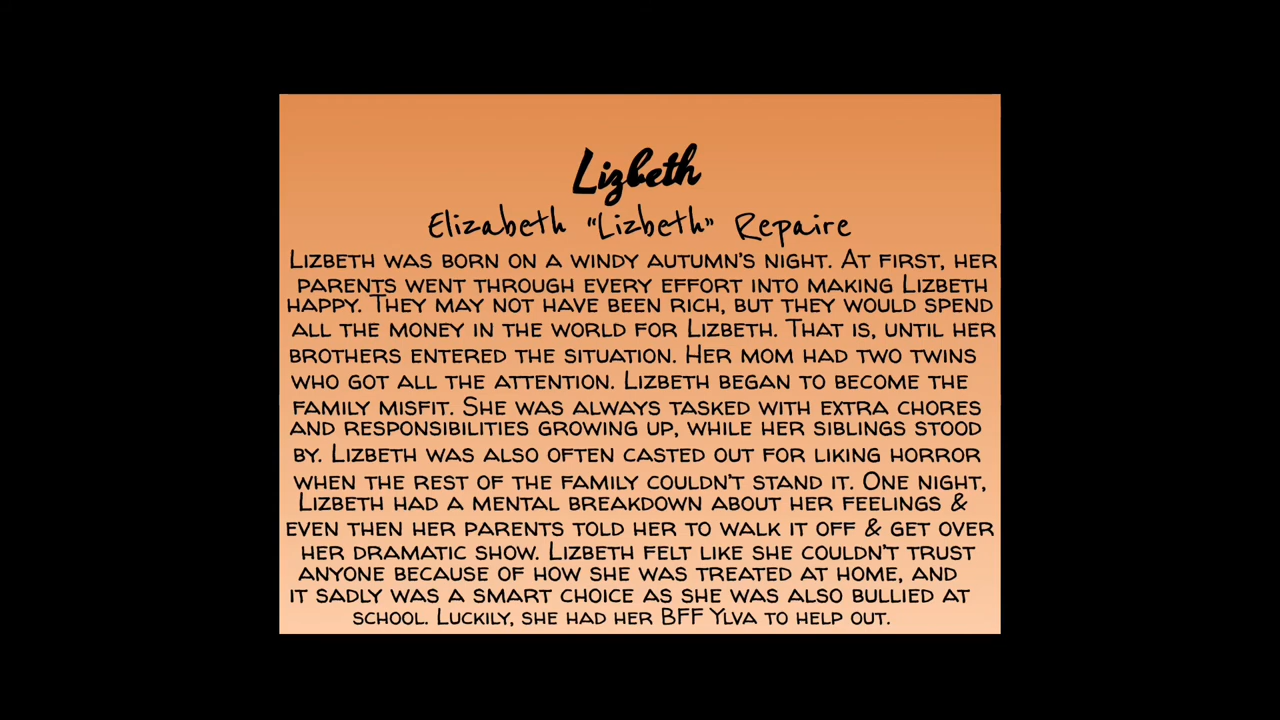 Lizbeth
Elizabeth "Lizbeth" Repaire
Lizbeth was born on a windy autumn's night. At first, her
parents went through every effort into making Lizbeth
happy. They may not have been rich, but they would spend
all the money in the world for Lizbeth. That is, until her
brothers entered the situation. Her mom had two twins
who got all the attention. Lizbeth began to become the
family misfit. She was always tasked with extra chores
and responsibilities growing up, while her siblings stood
by. Lizbeth was also often casted out for liking horror
when the rest of the family couldn't stand it. One night,
Lizbeth had a mental breakdown about her feelings &
even then her parents told her to walk it off & get over
her dramatic show. Lizbeth felt like she couldn't trust
anyone because of how she was treated at home, and
it sadly was a smart choice as she was also bullied at
school. Luckily, she had her BFF Ylva to help out.